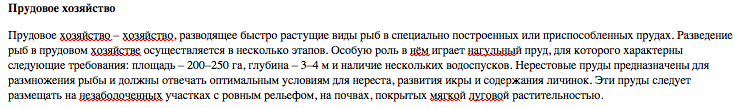 Прудовое хозяйство
Прудовое хозяйство – хозяйство, разводящее быстро растущие виды рыб в специально построенных или приспособленных прудах. Разведение
рыб в прудовом хозяйстве осуществляется в несколько этапов. Особую роль в нём играет нагульный пруд, для которого характерны
следующие требования: площадь – 200–250 га, глубина – 3–4 м и наличие нескольких водоспусков. Нерестовые пруды предназначены для
размножения рыбы и должны отвечать оптимальным условиям для нереста, развития икры и содержания личинок. Эти пруды следует
размещать на незаболоченных участках с ровным рельефом, на почвах, покрытых мягкой луговой растительностью.